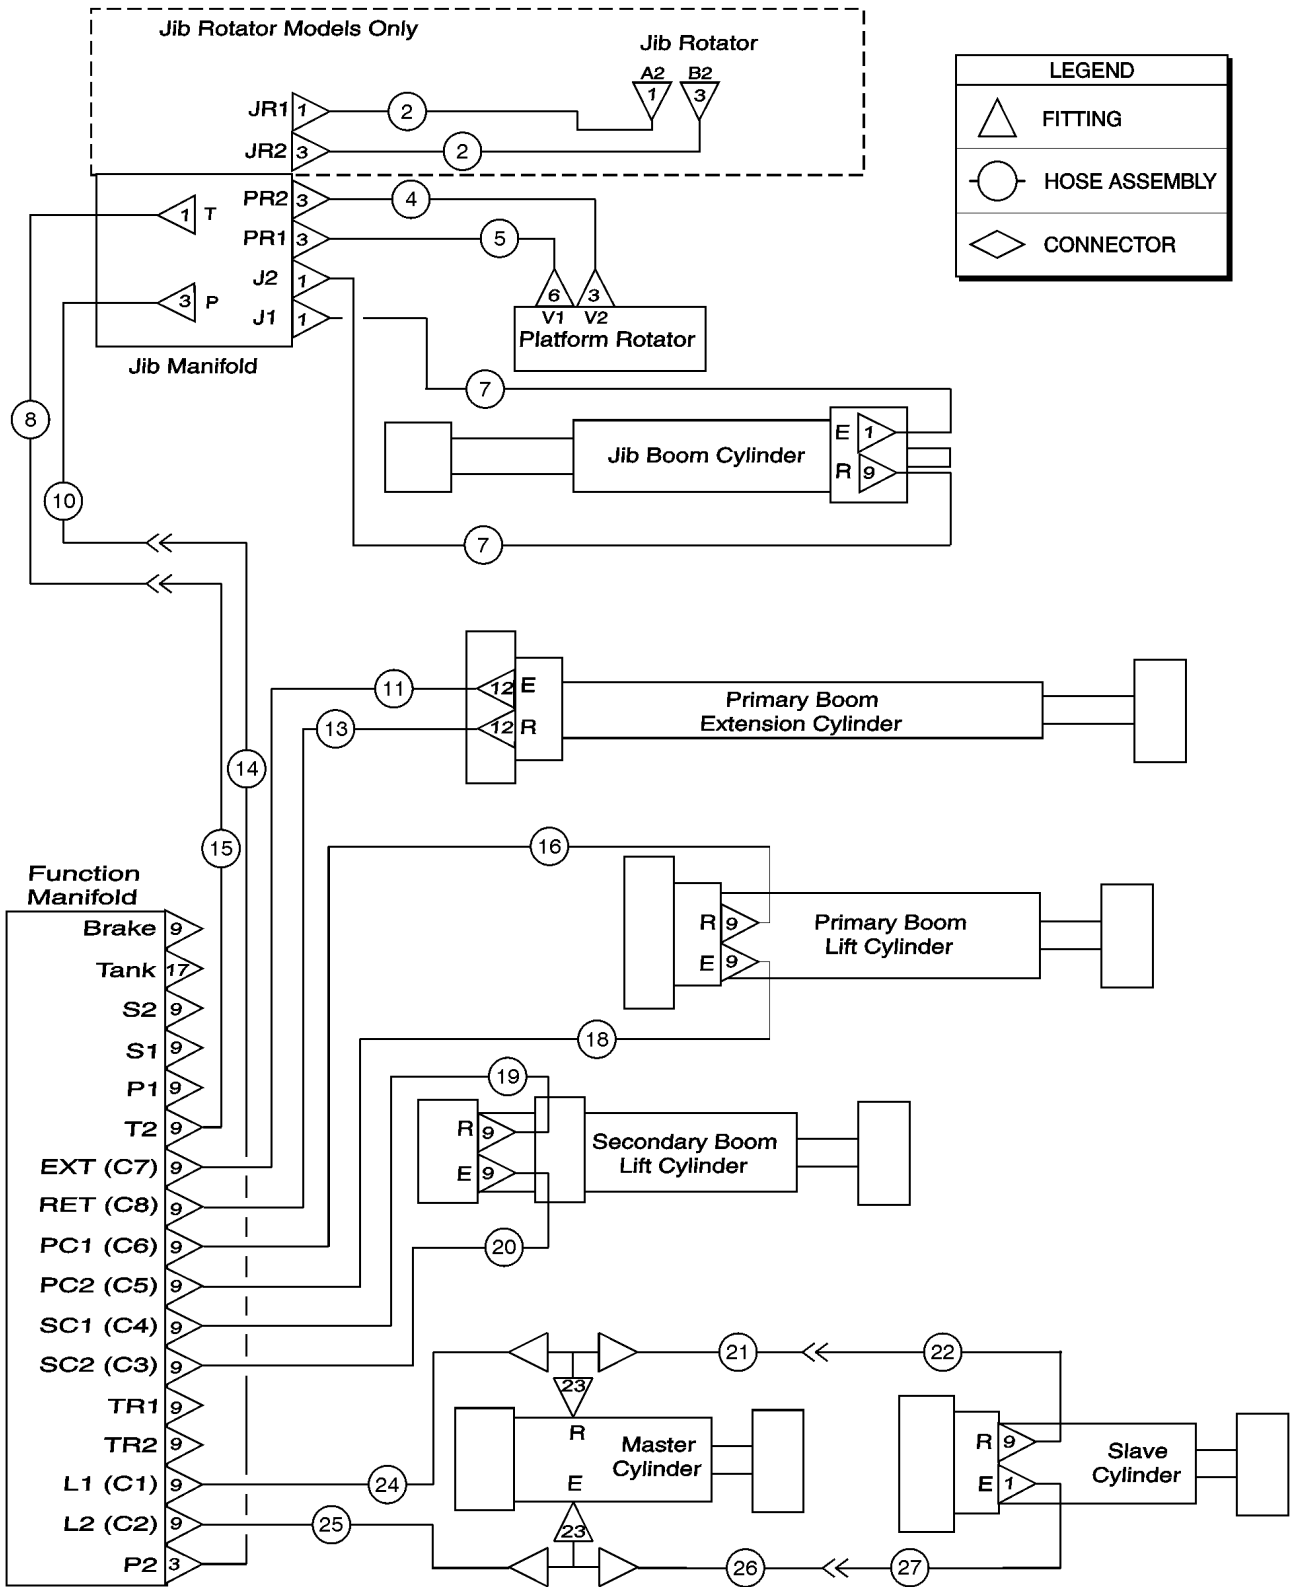 Jib Rotator Models Only
Jib Rotator
A2 B2
1 3
JR1 1 2
JR2 3 2
LEGEND
FITTING
HOSE ASSEMBLY
CONNECTOR
1 T
3 P
PR2 3 4
PR1 3 5
J2 1
J1 1
Jib Manifold
6 3
V1 V2
Platform Rotator
7
8
10
Jib Boom Cylinder
E 1
R 9
7
11
12 E
13
12 R
Primary Boom
Extension Cylinder
14
15
16
R 9
E 9
Primary Boom
Lift Cylinder
18
19
R 9
E 9
Secondary Boom
Lift Cylinder
20
Function
Manifold
Brake 9
Tank 17
S2 9
S1 9
P1 9
T2 9
EXT (C7) 9
RET (C8) 9
PC1 (C6) 9
PC2 (C5) 9
SC1 (C4) 9
SC2 (C3) 9
TR1 9
TR2 9
L1 (C1) 9
L2 (C2) 9
P2 3
21
22
23
R
Master
Cylinder
E
23
24
25
26
27
R 9
E 1
Slave
Cylinder